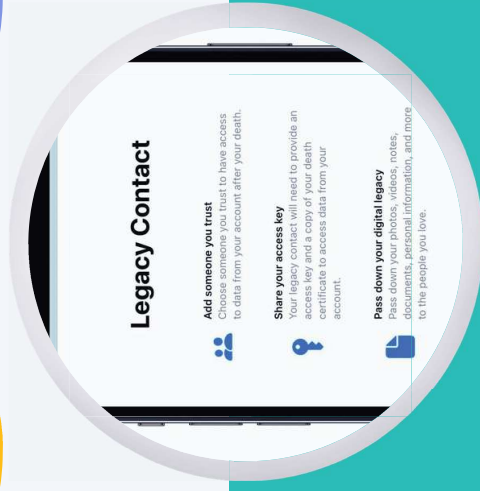 Legacy Contact
Add someone you trust
Choose someone you trust to have access
to data from your account after your death.
Share your access key
Your legacy contact will need to provide an
access key and a copy of your death
certificate to access data from your
account.
Pass down your digital legacy
Pass down your photos, videos, notes,
documents, personal information, and more
to the people you love.